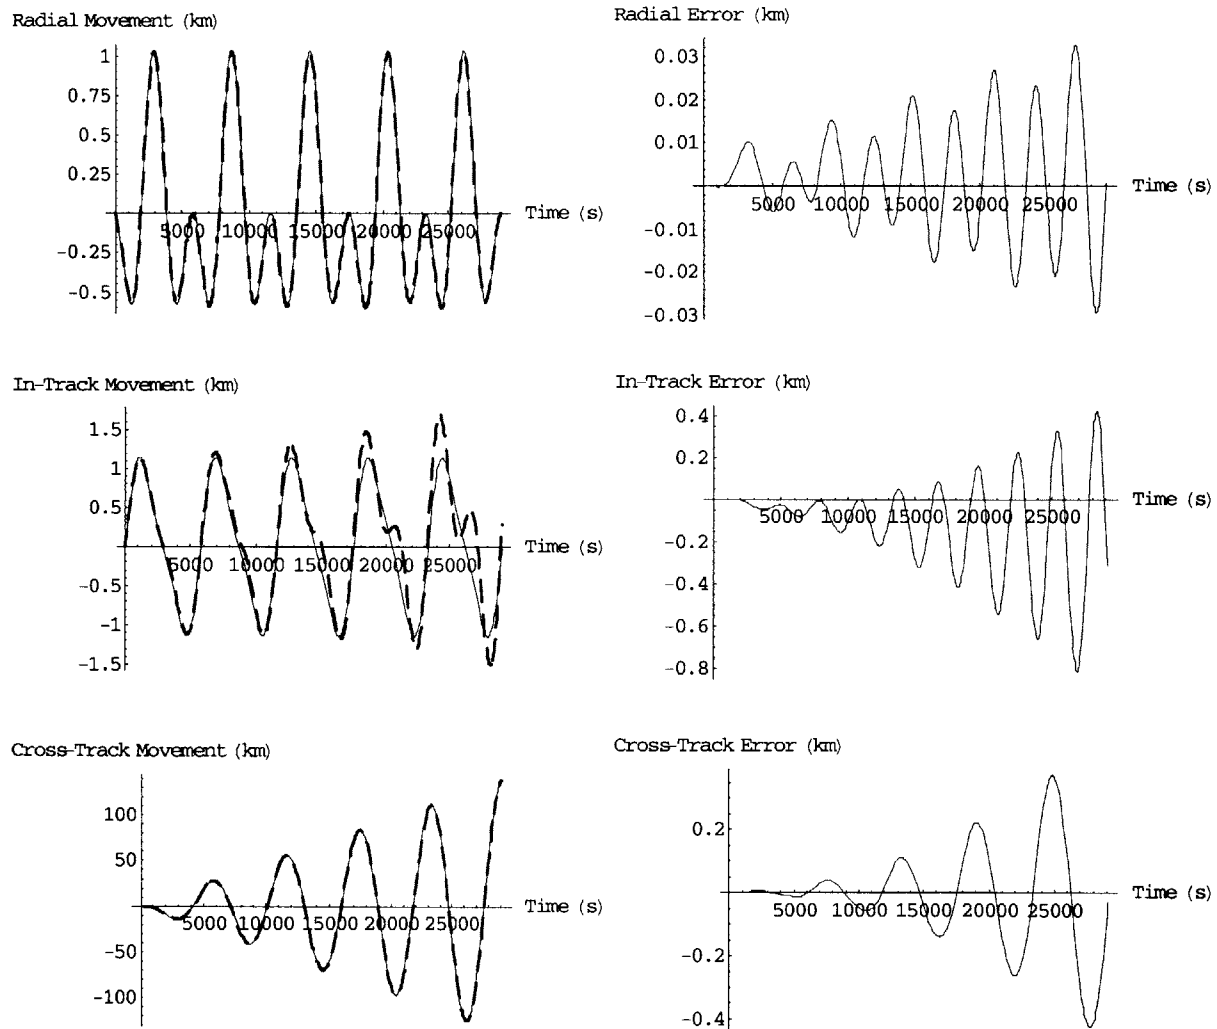 Radial Movement (km)
1
0.75
0.5
0.25
-0.25
-0.5
5000 10000 15000 20000 25000
Time (s)
Radial Error (km)
0.03
0.02
0.01
-0.01
-0.02
-0.03
5000 10000 15000 20000 25000
Time (s)
In-Track Movement (km)
1.5
1
0.5
-0.5
-1
-1.5
5000 10000 15000 20000 25000
Time (s)
In-Track Error (km)
0.4
0.2
-0.2
-0.4
-0.6
-0.8
5000 10000 15000 20000 25000
Time (s)
Cross-Track Movement (km)
100
50
-50
-100
5000 10000 15000 20000 25000
Time (s)
Cross-Track Error (km)
0.2
-0.2
-0.4
5000 10000 15000 20000 25000
Time (s)